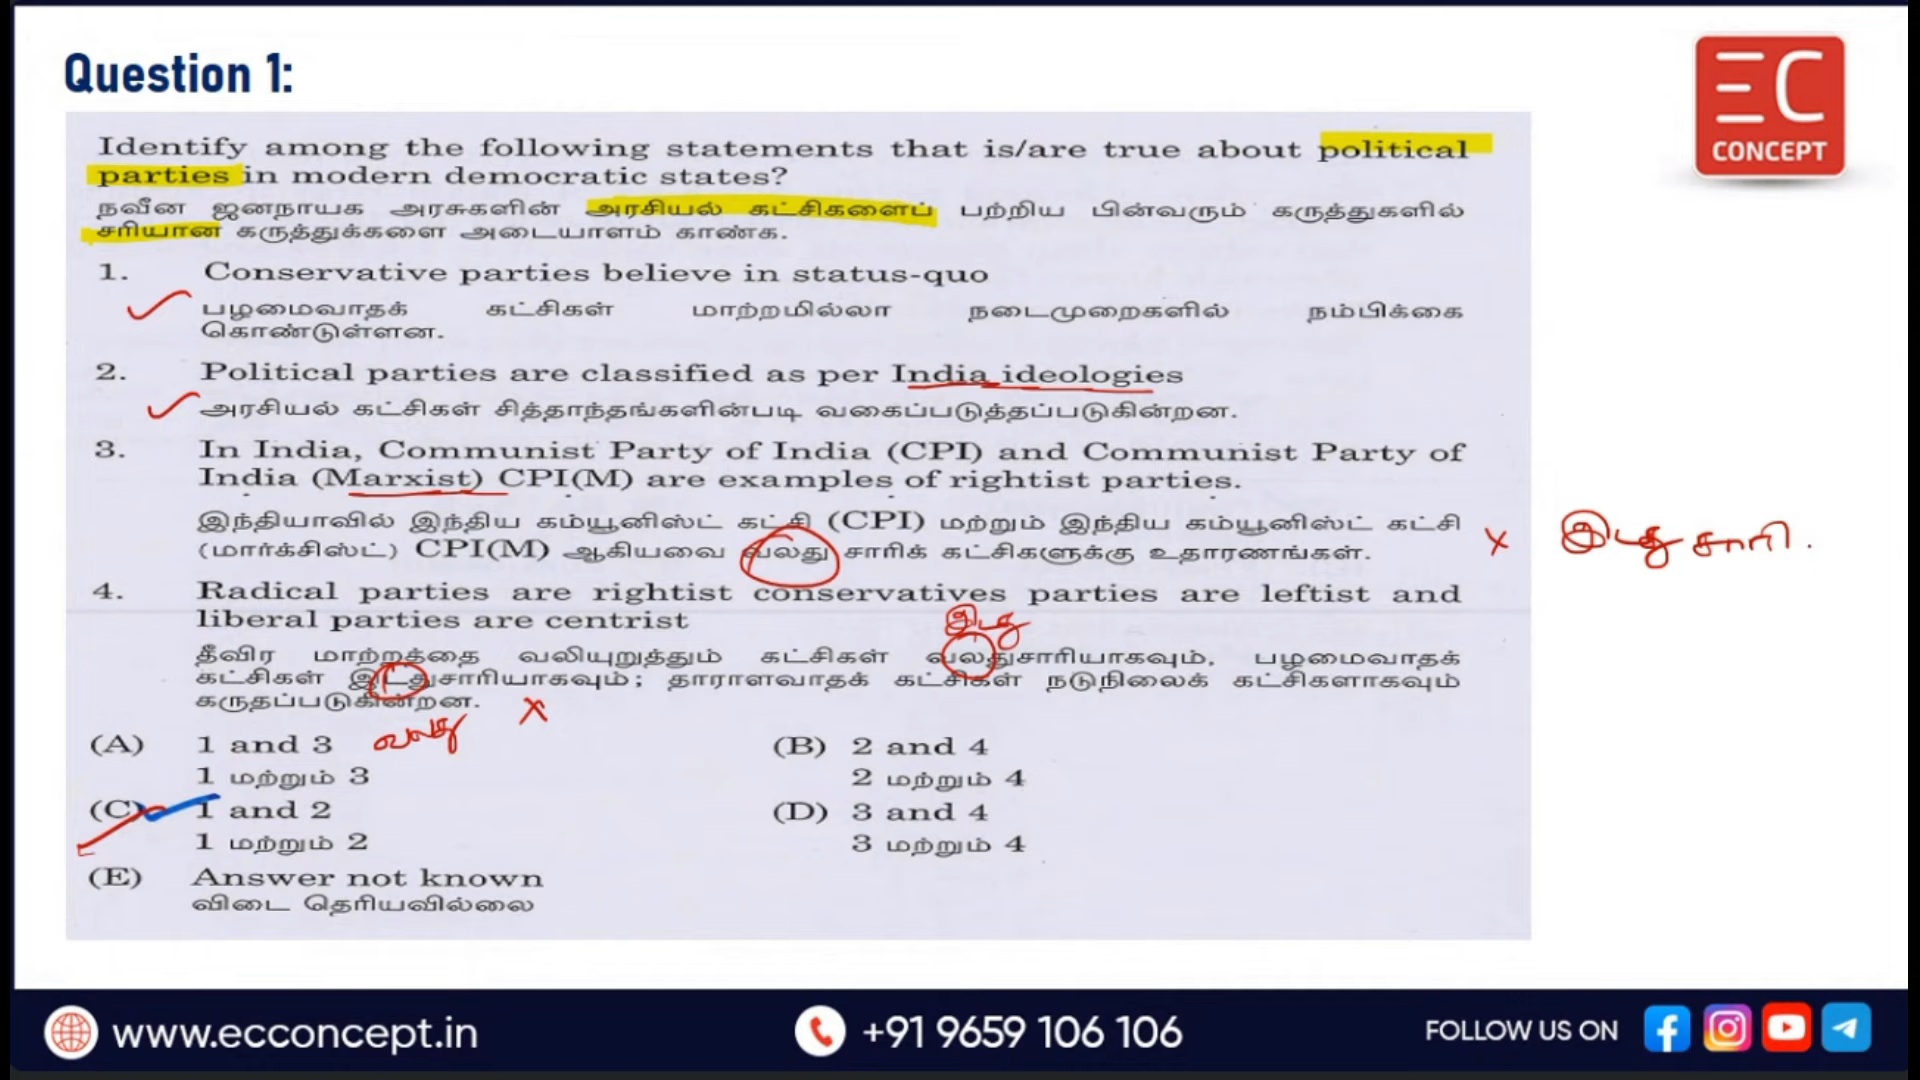 Question 1:
EC
CONCEPT
Identify among the following statements that is/are true about political
parties in modern democratic states?
நவீன ஜனநாயக அரசுகளின் அரசியல் கட்சிகளைப் பற்றிய பின்வரும் கருத்துகளில்
சரியான கருத்துக்களை அடையாளம் காண்க.
1. Conservative parties believe in status-quo
பழமைவாதக் கட்சிகள் மாற்றமில்லா நடைமுறைகளில் நம்பிக்கை
கொண்டுள்ளன.
2. Political parties are classified as per India ideologies
அரசியல் கட்சிகள் சித்தாந்தங்களின்படி வகைப்படுத்தப்படுகின்றன.
3. In India, Communist Party of India (CPI) and Communist Party of
India (Marxist) CPI(M) are examples of rightist parties.
இந்தியாவில் இந்திய கம்யூனிஸ்ட் கட்சி (CPI) மற்றும் இந்திய கம்யூனிஸ்ட் கட்சி
(மார்க்சிஸ்ட்) CPI(M) ஆகியவை வலது சாரிக் கட்சிகளுக்கு உதாரணங்கள்.
x இடது சாரி.
4. Radical parties are rightist conservatives parties are leftist and
liberal parties are centrist
இடது
தீவிர மாற்றத்தை வலியுறுத்தும் கட்சிகள் வலதுசாரியாகவும், பழமைவாதக்
கட்சிகள் இடதுசாரியாகவும்; தாராளவாதக் கட்சிகள் நடுநிலைக் கட்சிகளாகவும்
கருதப்படுகின்றன.
வலது x
(A) 1 and 3
1 மற்றும் 3
(B) 2 and 4
2 மற்றும் 4
(C) 1 and 2
1 மற்றும் 2
(D) 3 and 4
3 மற்றும் 4
(E) Answer not known
விடை தெரியவில்லை
www.ecconcept.in
+91 9659 106 106
FOLLOW US ON